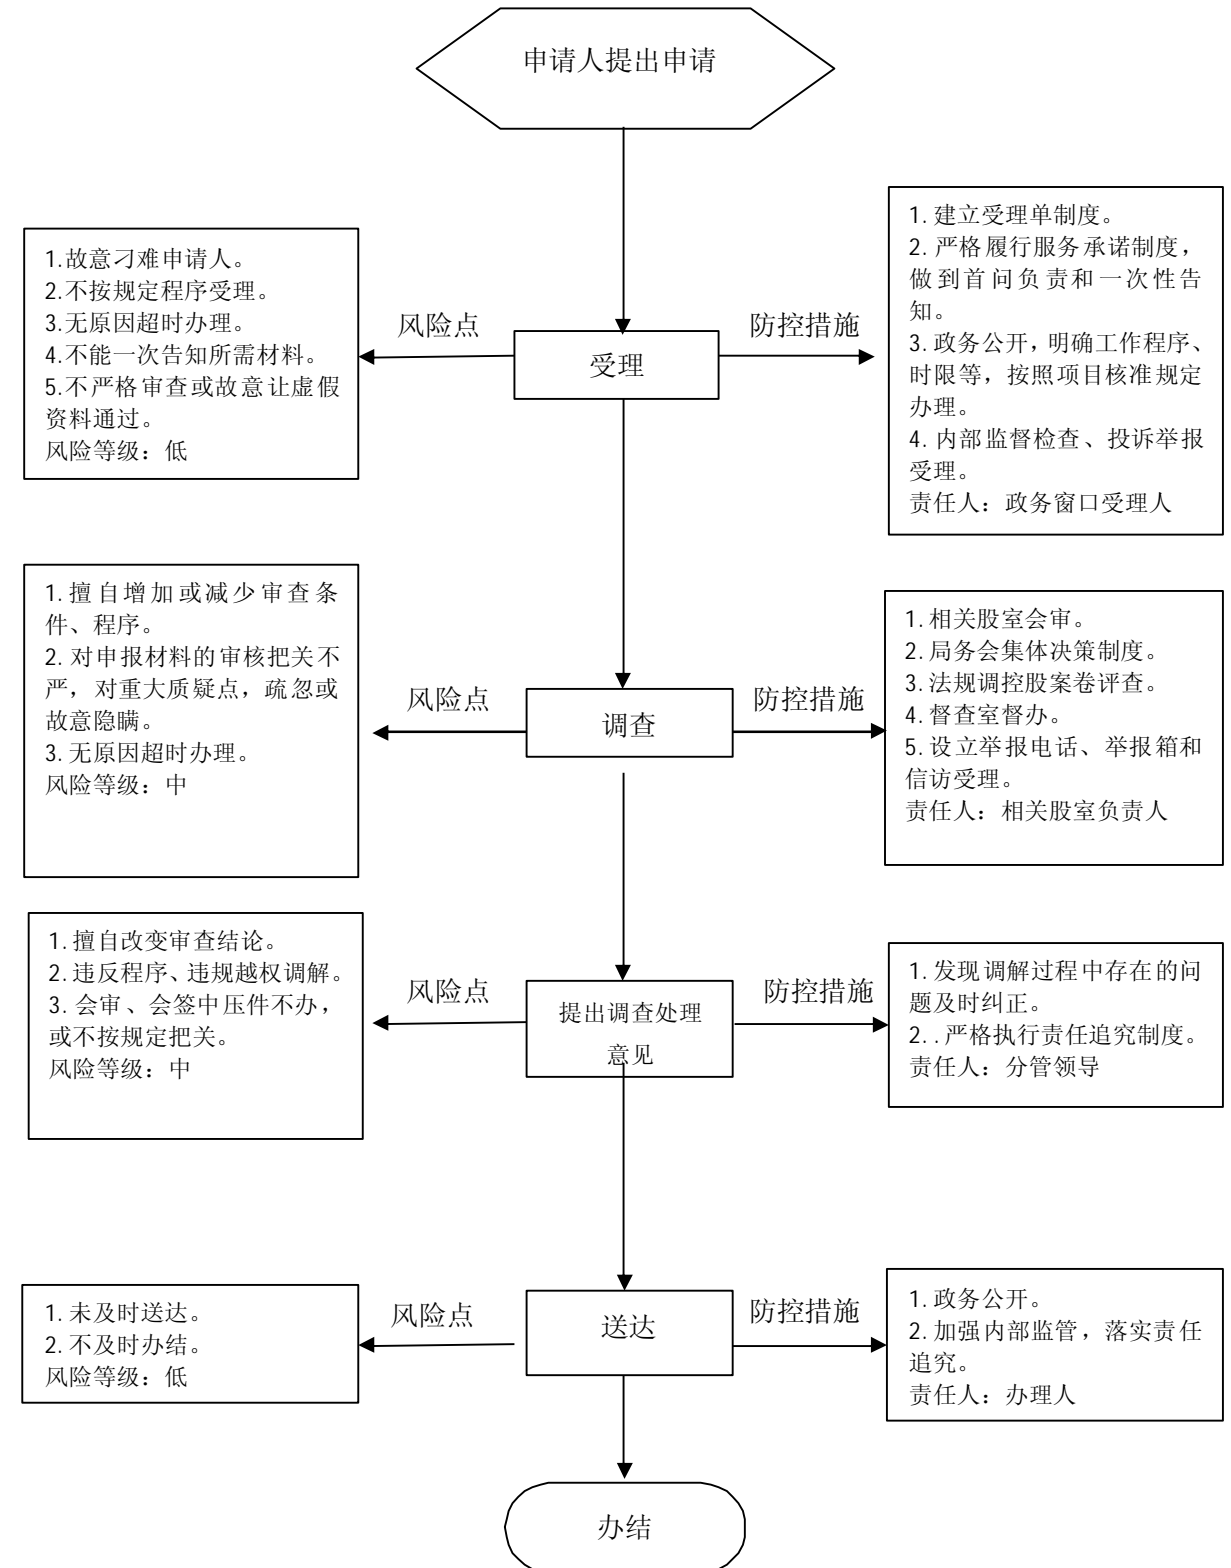 申请人提出申请
1.故意刁难申请人。
2.不按规定程序受理。
3.无原因超时办理。
4.不能一次告知所需材料。
5.不严格审查或故意让虚假
资料通过。
风险等级：低
风险点
受理
防控措施
1.建立受理单制度。
2.严格履行服务承诺制度，
做到首问负责和一次性告
知。
3.政务公开，明确工作程序、
时限等，按照项目核准规定
办理。
4.内部监督检查、投诉举报
受理。
责任人：政务窗口受理人
1.擅自增加或减少审查条
件、程序。
2.对申报材料的审核把关不
严，对重大质疑点，疏忽或
故意隐瞒。
3.无原因超时办理。
风险等级：中
风险点
调查
防控措施
1.相关股室会审。
2.局务会集体决策制度。
3.法规调控股案卷评查。
4.督查室督办。
5.设立举报电话、举报箱和
信访受理。
责任人：相关股室负责人
1.擅自改变审查结论。
2.违反程序、违规越权调解。
3.会审、会签中压件不办，
或不按规定把关。
风险等级：中
风险点
提出调查处理
意见
防控措施
1.发现调解过程中存在的问
题及时纠正。
2..严格执行责任追究制度。
责任人：分管领导
1.未及时送达。
2.不及时办结。
风险等级：低
风险点
送达
防控措施
1.政务公开。
2.加强内部监管，落实责任
追究。
责任人：办理人
办结